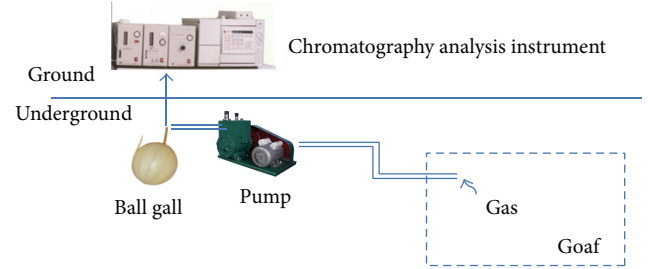 Chromatography analysis instrument
Ground
Underground
Ball gall
Pump
Gas
Goaf